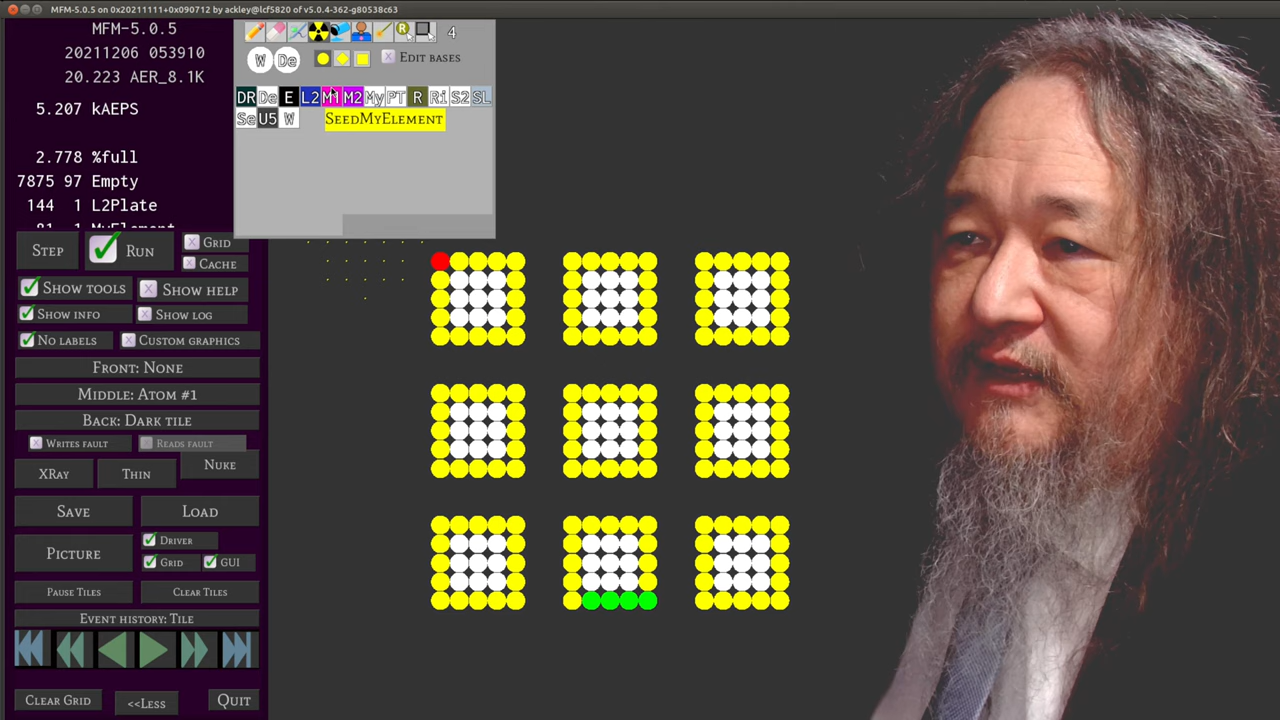 MFM-5.0.5 on 0x20211111+0x090712 by ackley@lcf5820 of v5.0.4-362-g80538c63
MFM-5.0.5
20211206 053910
20.223 AER_8.1K
5.207 kAEPS
2.778 %full
7875 97 Empty
144 1 L2Plate
81 1 MyElement
4
W De
Edit bases
DR De E L2 M1 M2 My PT R Ri S2 SL
Se U5 W
SeedMyElement
Step
Run
Grid
Cache
Show tools
Show help
Show info
Show log
No labels
Custom graphics
Front: None
Middle: Atom #1
Back: Dark tile
Writes fault
Reads fault
XRay
Thin
Nuke
Save
Load
Picture
Driver
Grid
GUI
Pause Tiles
Clear Tiles
Event history: Tile
Clear Grid
<<Less
Quit